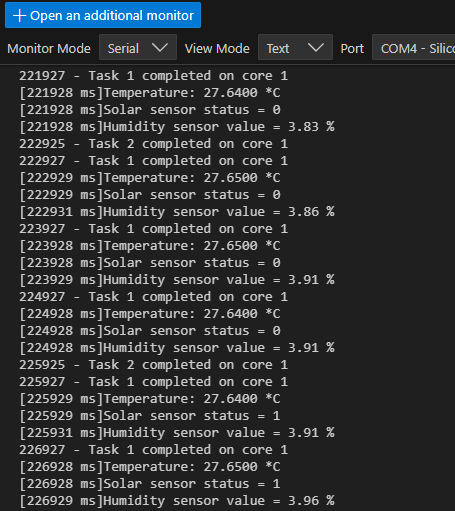 + Open an additional monitor
Monitor Mode Serial View Mode Text Port COM4 - Silic
221927 - Task 1 completed on core 1
[221928 ms]Temperature: 27.6400 *C
[221928 ms]Solar sensor status = 0
[221928 ms]Humidity sensor value = 3.83 %
222925 - Task 2 completed on core 1
222927 - Task 1 completed on core 1
[222929 ms]Temperature: 27.6500 *C
[222929 ms]Solar sensor status = 0
[222931 ms]Humidity sensor value = 3.86 %
223927 - Task 1 completed on core 1
[223928 ms]Temperature: 27.6500 *C
[223928 ms]Solar sensor status = 0
[223929 ms]Humidity sensor value = 3.91 %
224927 - Task 1 completed on core 1
[224928 ms]Temperature: 27.6400 *C
[224928 ms]Solar sensor status = 0
[224928 ms]Humidity sensor value = 3.91 %
225925 - Task 2 completed on core 1
225927 - Task 1 completed on core 1
[225929 ms]Temperature: 27.6400 *C
[225929 ms]Solar sensor status = 1
[225931 ms]Humidity sensor value = 3.91 %
226927 - Task 1 completed on core 1
[226928 ms]Temperature: 27.6500 *C
[226928 ms]Solar sensor status = 1
[226929 ms]Humidity sensor value = 3.96 %